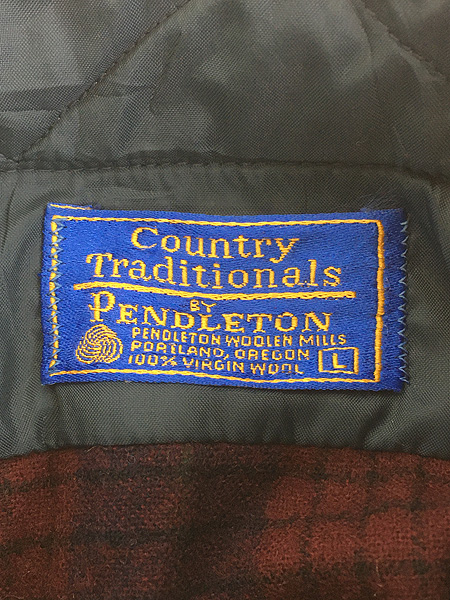 Country
Traditionals
BY
PENDLETON
PENDLETON WOOLEN MILLS
PORTLAND, OREGON
100% VIRGIN WOOL L